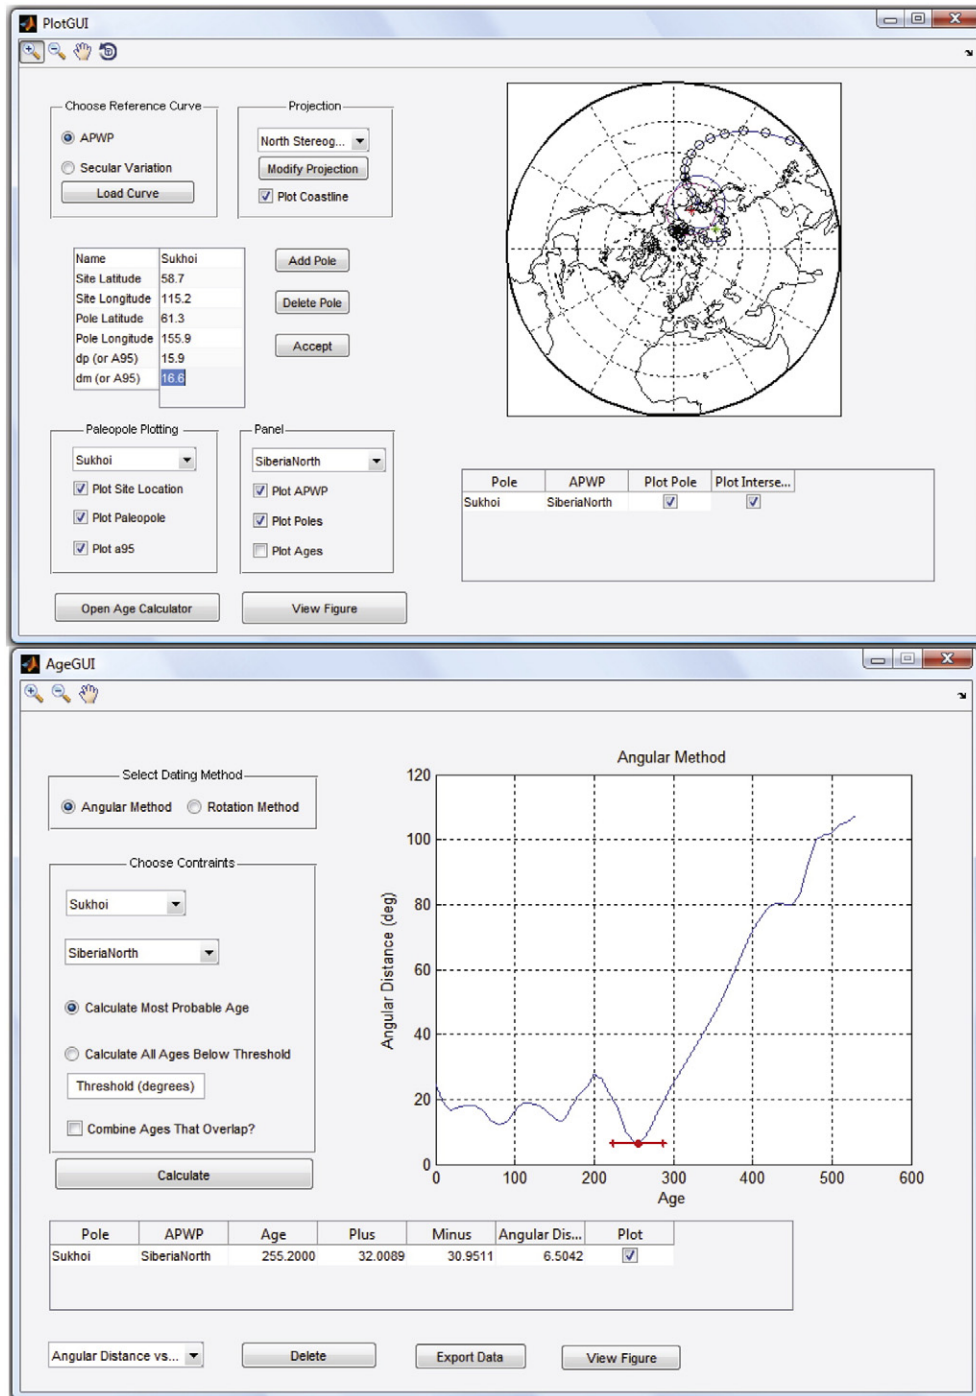 PlotGUI
Choose Reference Curve
APWP
Secular Variation
Load Curve
Projection
North Stereog...
Modify Projection
Plot Coastline
Name Sukhoi
Site Latitude 58.7
Site Longitude 115.2
Pole Latitude 61.3
Pole Longitude 155.9
dp (or A95) 15.9
dm (or A95) 16.6
Add Pole
Delete Pole
Accept
Paleopole Plotting
Sukhoi
Plot Site Location
Plot Paleopole
Plot a95
Panel
SiberiaNorth
Plot APWP
Plot Poles
Plot Ages
Pole APWP Plot Pole Plot Interse...
Sukhoi SiberiaNorth
Open Age Calculator
View Figure
AgeGUI
Select Dating Method
Angular Method Rotation Method
Choose Contraints
Sukhoi
SiberiaNorth
Calculate Most Probable Age
Calculate All Ages Below Threshold
Threshold (degrees)
Combine Ages That Overlap?
Calculate
Angular Method
Angular Distance (deg)
120
100
80
60
40
20
0
0 100 200 300 400 500 600
Age
Pole APWP Age Plus Minus Angular Dis... Plot
Sukhoi SiberiaNorth 255.2000 32.0089 30.9511 6.5042
Angular Distance vs...
Delete
Export Data
View Figure